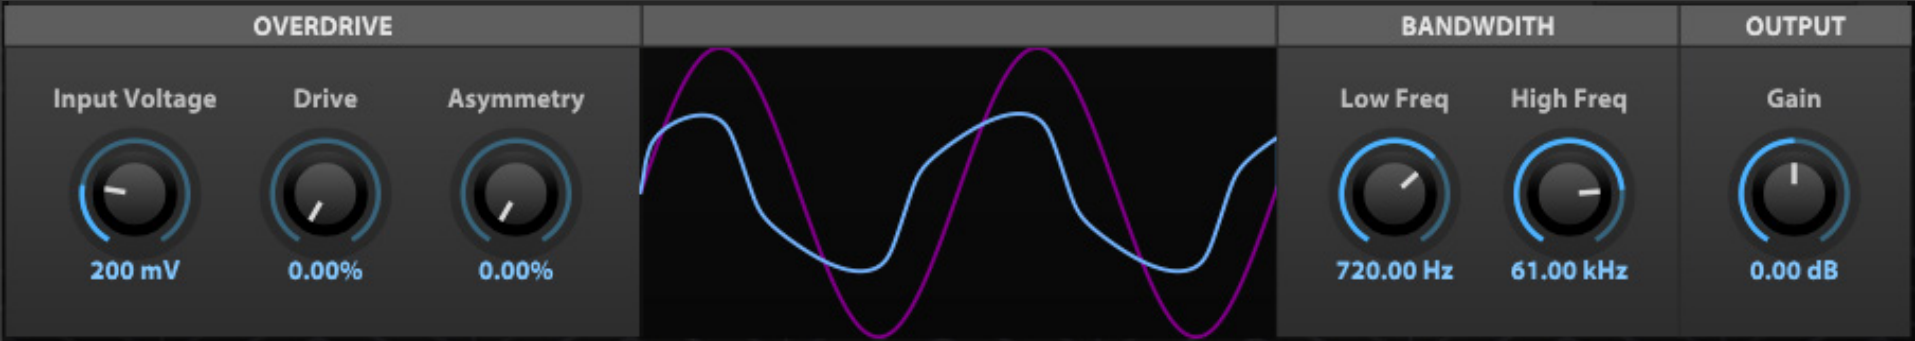 OVERDRIVE
BANDWDITH
OUTPUT
Input Voltage
Drive
Asymmetry
Low Freq
High Freq
Gain
200 mV
0.00%
0.00%
720.00 Hz
61.00 kHz
0.00 dB